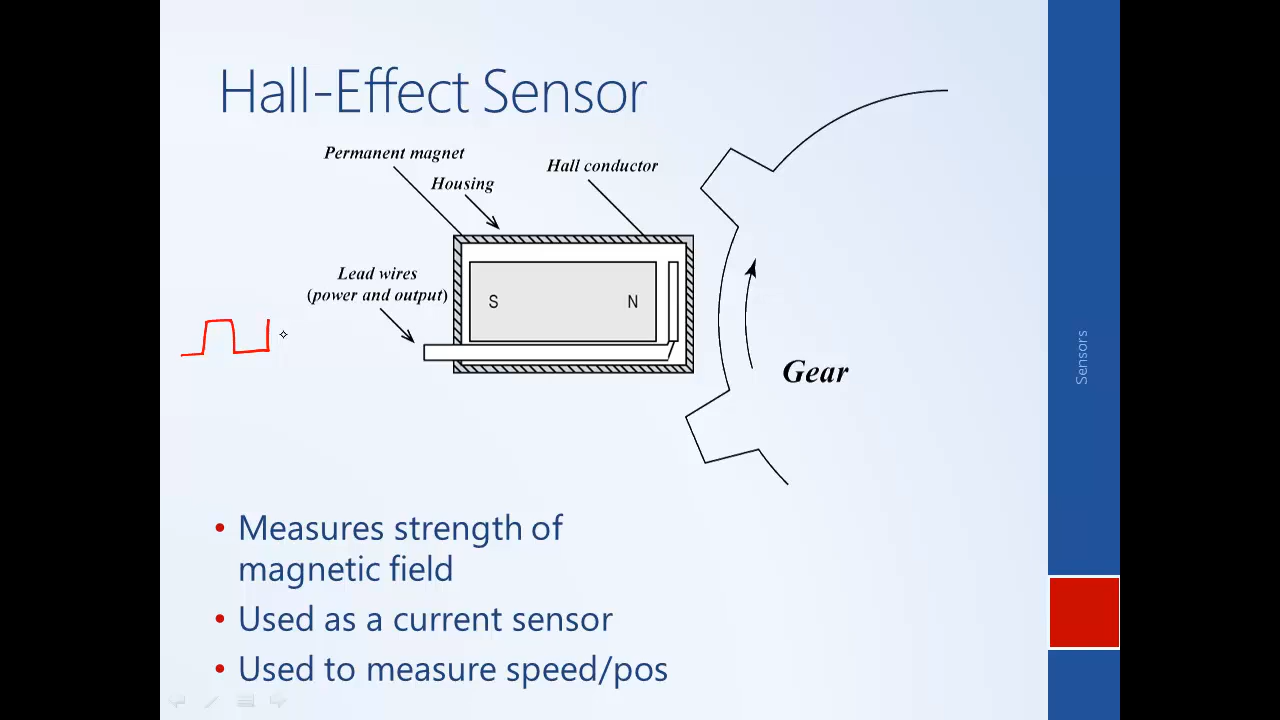 Hall-Effect Sensor
Permanent magnet
Housing
Hall conductor
Lead wires
(power and output)
S
N
Gear
Sensors
• Measures strength of
magnetic field
• Used as a current sensor
• Used to measure speed/pos